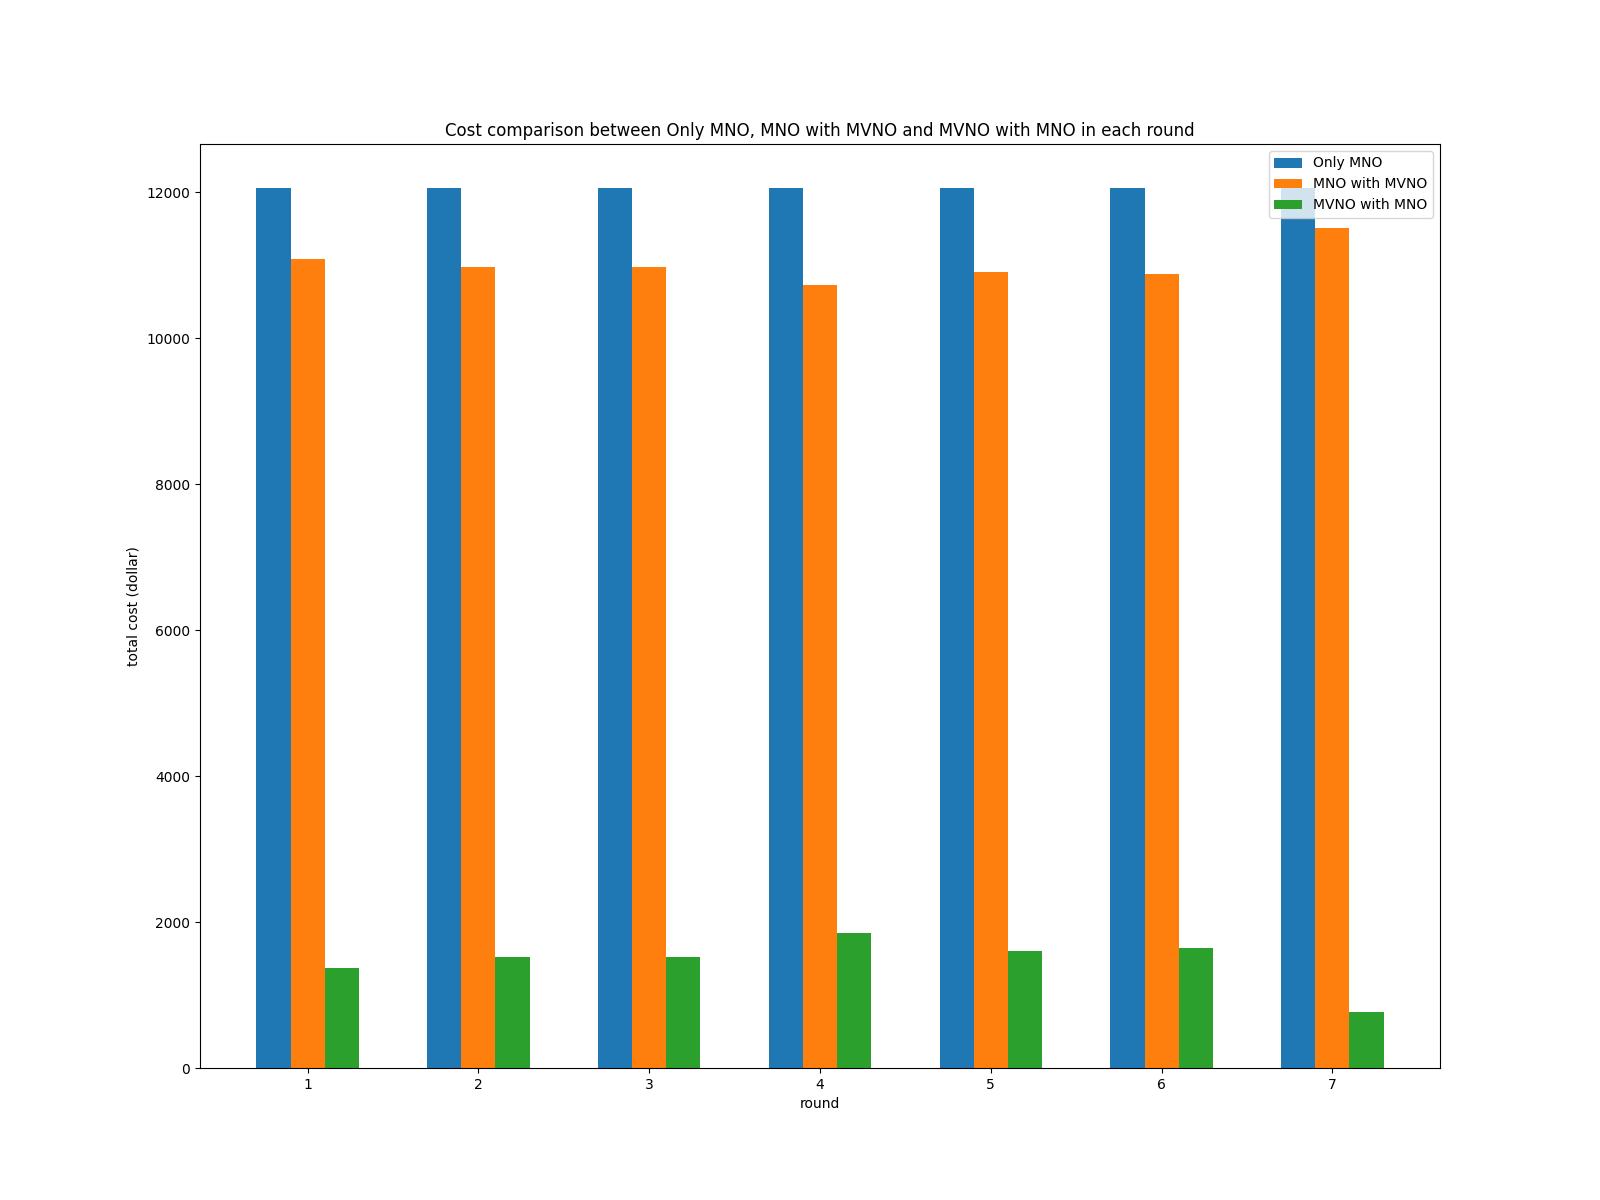 Cost comparison between Only MNO, MNO with MVNO and MVNO with MNO in each round
Only MNO
MNO with MVNO
MVNO with MNO
12000
10000
8000
6000
4000
2000
0
total cost (dollar)
1 2 3 4 5 6 7
round